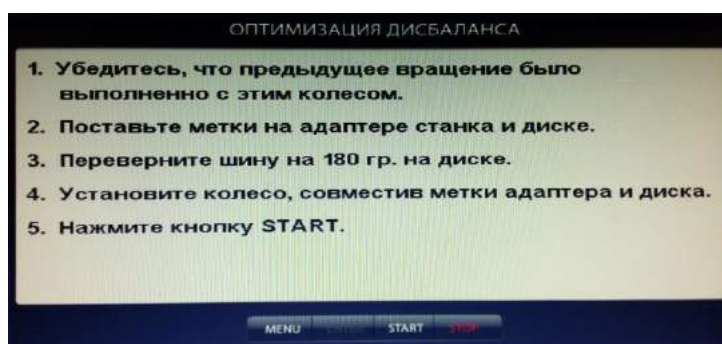 ОПТИМИЗАЦИЯ ДИСБАЛАНСА
1. Убедитесь, что предыдущее вращение было
выполненно с этим колесом.
2. Поставьте метки на адаптере станка и диске.
3. Переверните шину на 180 гр. на диске.
4. Установите колесо, совместив метки адаптера и диска.
5. Нажмите кнопку START.
MENU ENTER START STOP